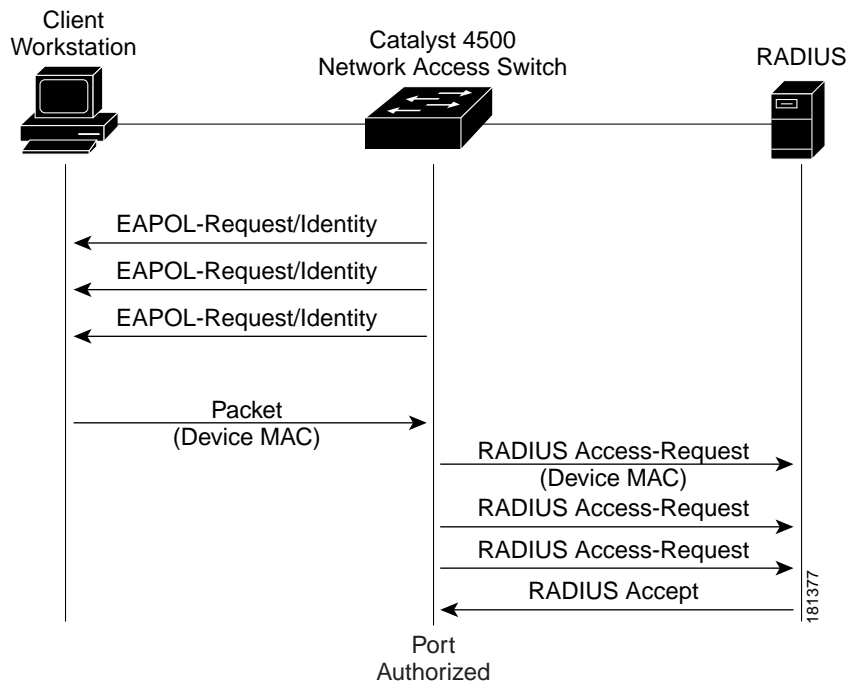 Client
Workstation
Catalyst 4500
Network Access Switch
RADIUS
EAPOL-Request/Identity
EAPOL-Request/Identity
EAPOL-Request/Identity
Packet
(Device MAC)
RADIUS Access-Request
(Device MAC)
RADIUS Access-Request
RADIUS Access-Request
RADIUS Accept
181377
Port
Authorized